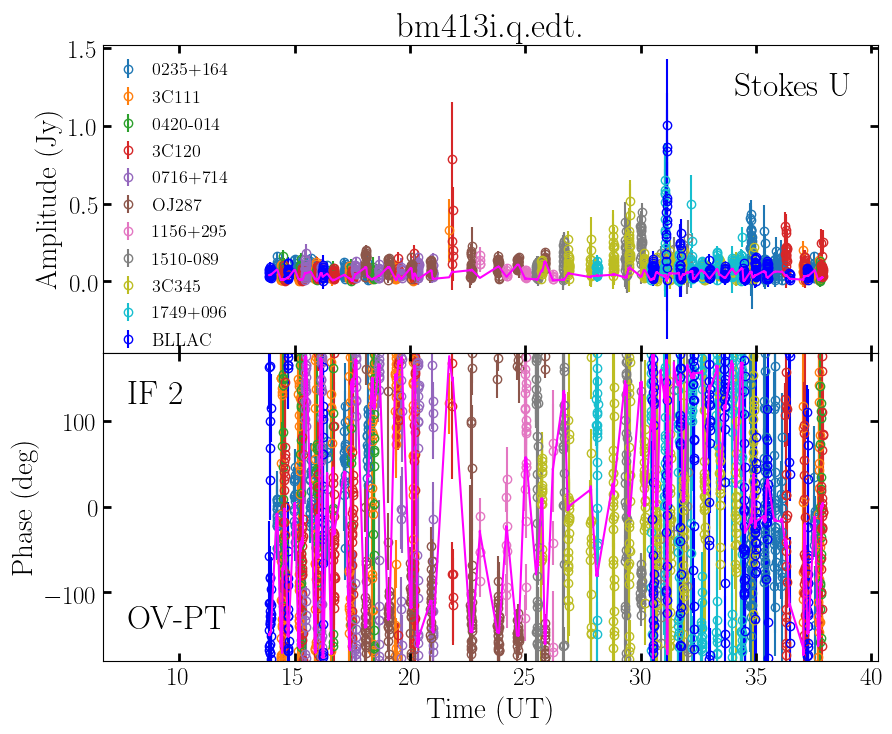 bm413i.q.edt.
Stokes U
Amplitude (Jy)
1.5
1.0
0.5
0.0
0235+164
3C111
0420-014
3C120
0716+714
OJ287
1156+295
1510-089
3C345
1749+096
BLLAC
IF 2
OV-PT
Phase (deg)
100
0
−100
10 15 20 25 30 35 40
Time (UT)